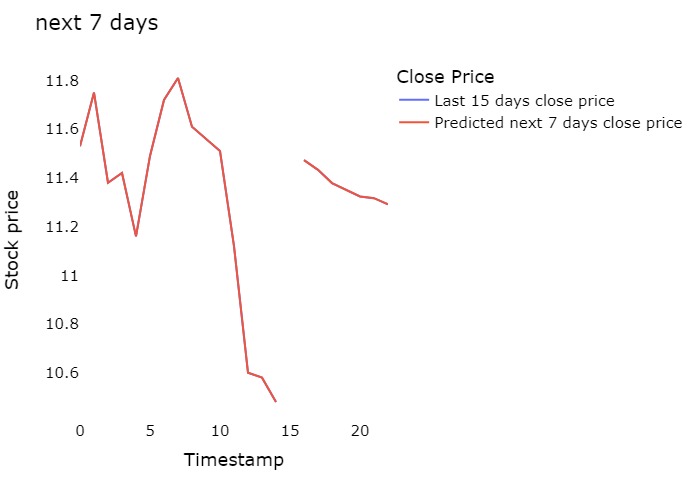 next 7 days
Close Price
Last 15 days close price
Predicted next 7 days close price
Stock price
11.8
11.6
11.4
11.2
11
10.8
10.6
0 5 10 15 20
Timestamp